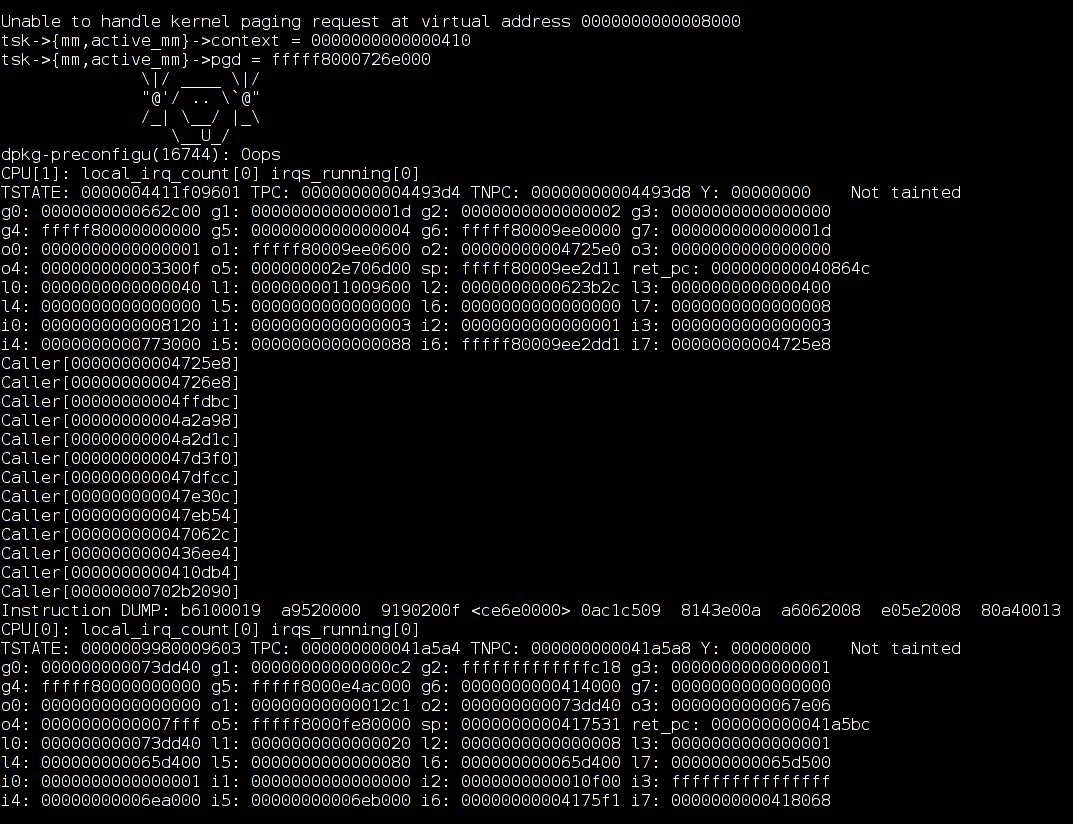 Unable to handle kernel paging request at virtual address 0000000000008000
tsk->{mm,active_mm}->context = 0000000000000410
tsk->{mm,active_mm}->pgd = fffff8000726e000
              \|/ ____ \|/
              "@'/ .. \`@"
              /_| \__/ |_\
                 \__U_/
dpkg-preconfigu(16744): Oops
CPU[1]: local_irq_count[0] irqs_running[0]
TSTATE: 0000004411f09601 TPC: 00000000004493d4 TNPC: 00000000004493d8 Y: 00000000    Not tainted
g0: 0000000000662c00 g1: 000000000000001d g2: 0000000000000002 g3: 0000000000000000
g4: fffff80000000000 g5: 0000000000000004 g6: fffff80009ee0000 g7: 000000000000001d
o0: 0000000000000001 o1: fffff80009ee0600 o2: 00000000004725e0 o3: 0000000000000000
o4: 000000000003300f o5: 000000002e706d00 sp: fffff80009ee2d11 ret_pc: 000000000040864c
l0: 0000000000000040 l1: 0000000011009600 l2: 0000000000623b2c l3: 0000000000000400
l4: 0000000000000000 l5: 0000000000000000 l6: 0000000000000000 l7: 0000000000000008
i0: 0000000000008120 i1: 0000000000000003 i2: 0000000000000001 i3: 0000000000000003
i4: 0000000000773000 i5: 0000000000000088 i6: fffff80009ee2dd1 i7: 00000000004725e8
Caller[00000000004725e8]
Caller[00000000004726e8]
Caller[00000000004ffdbc]
Caller[00000000004a2a98]
Caller[00000000004a2d1c]
Caller[000000000047d3f0]
Caller[000000000047dfcc]
Caller[000000000047e30c]
Caller[000000000047eb54]
Caller[000000000047062c]
Caller[0000000000436ee4]
Caller[0000000000410db4]
Caller[00000000702b2090]
Instruction DUMP: b6100019  a9520000  9190200f <ce6e0000> 0ac1c509  8143e00a  a6062008  e05e2008  80a40013
CPU[0]: local_irq_count[0] irqs_running[0]
TSTATE: 0000009980009603 TPC: 000000000041a5a4 TNPC: 000000000041a5a8 Y: 00000000    Not tainted
g0: 000000000073dd40 g1: 00000000000000c2 g2: fffffffffffffc18 g3: 0000000000000001
g4: fffff80000000000 g5: fffff8000e4ac000 g6: 0000000000414000 g7: 0000000000000000
o0: 0000000000000000 o1: 00000000000012c1 o2: 000000000073dd40 o3: 0000000000067e06
o4: 0000000000007fff o5: fffff8000fe80000 sp: 0000000000417531 ret_pc: 000000000041a5bc
l0: 000000000073dd40 l1: 0000000000000020 l2: 0000000000000008 l3: 0000000000000001
l4: 000000000065d400 l5: 0000000000000080 l6: 000000000065d400 l7: 000000000065d500
i0: 0000000000000001 i1: 0000000000000000 i2: 0000000000010f00 i3: ffffffffffffffff
i4: 00000000006ea000 i5: 00000000006eb000 i6: 00000000004175f1 i7: 0000000000418068